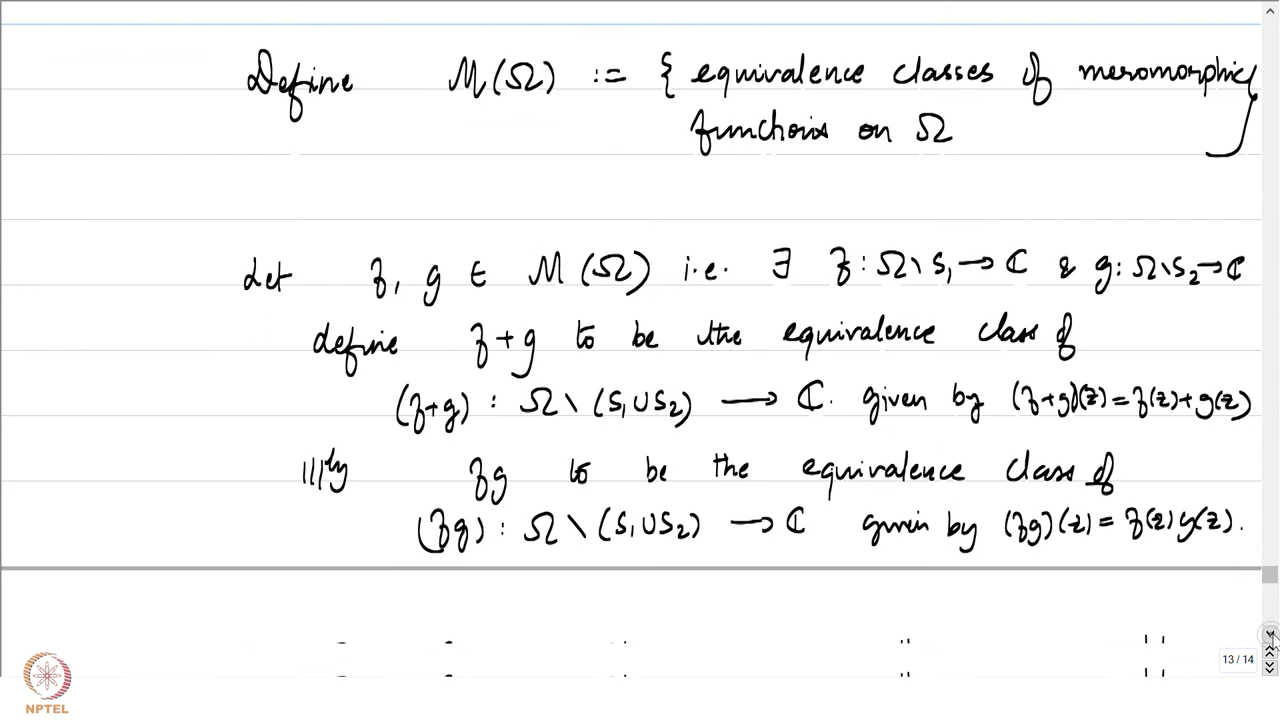 Define M(Ω) := { equivalence classes of meromorphic
functions on Ω }
Let f, g ∈ M(Ω) i.e. ∃ f : Ω\S₁ → ℂ & g : Ω\S₂ → ℂ
define f+g to be the equivalence class of
(f+g) : Ω \ (S₁∪S₂) → ℂ. given by (f+g)(z) = f(z)+g(z)
|||ly fg to be the equivalence class of
(fg) : Ω \ (S₁∪S₂) → ℂ given by (fg)(z) = f(z)g(z).
13 / 14
NPTEL